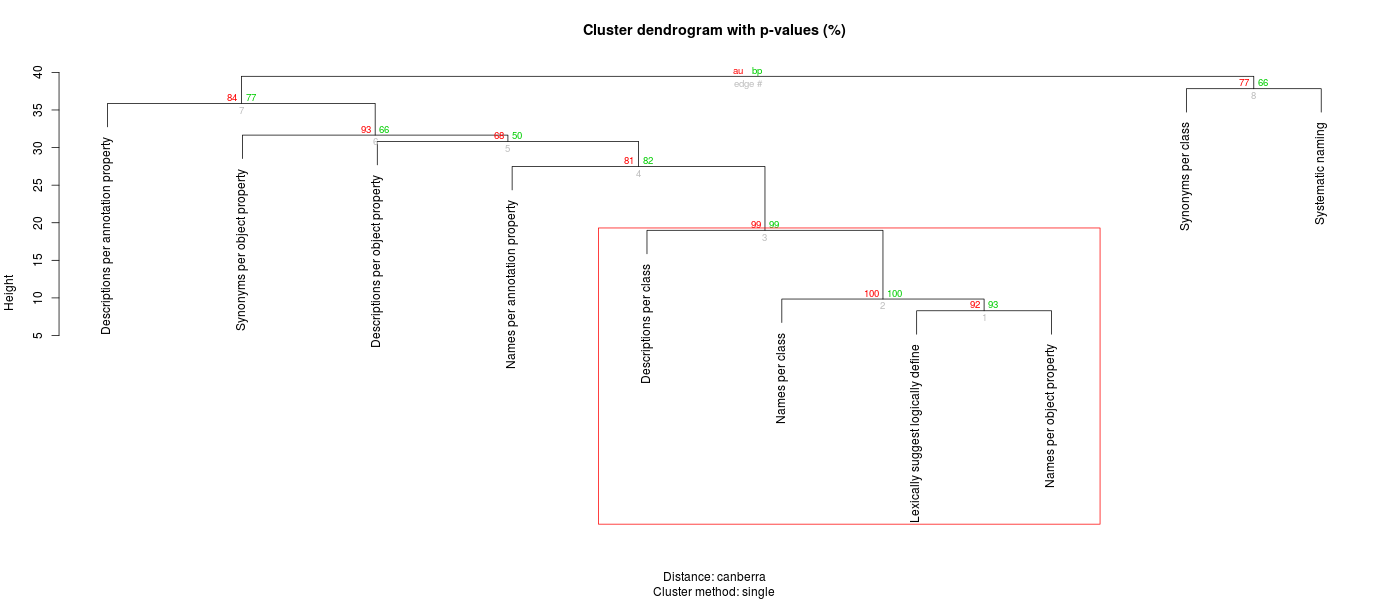 Cluster dendrogram with p-values (%)
au bp
edge #
Height
40
35
30
25
20
15
10
5
84 77
7
77 66
8
93 66
6
68 50
5
81 82
4
99 99
3
100 100
2
92 93
1
Descriptions per annotation property
Synonyms per object property
Descriptions per object property
Names per annotation property
Descriptions per class
Names per class
Lexically suggest logically define
Names per object property
Synonyms per class
Systematic naming
Distance: canberra
Cluster method: single